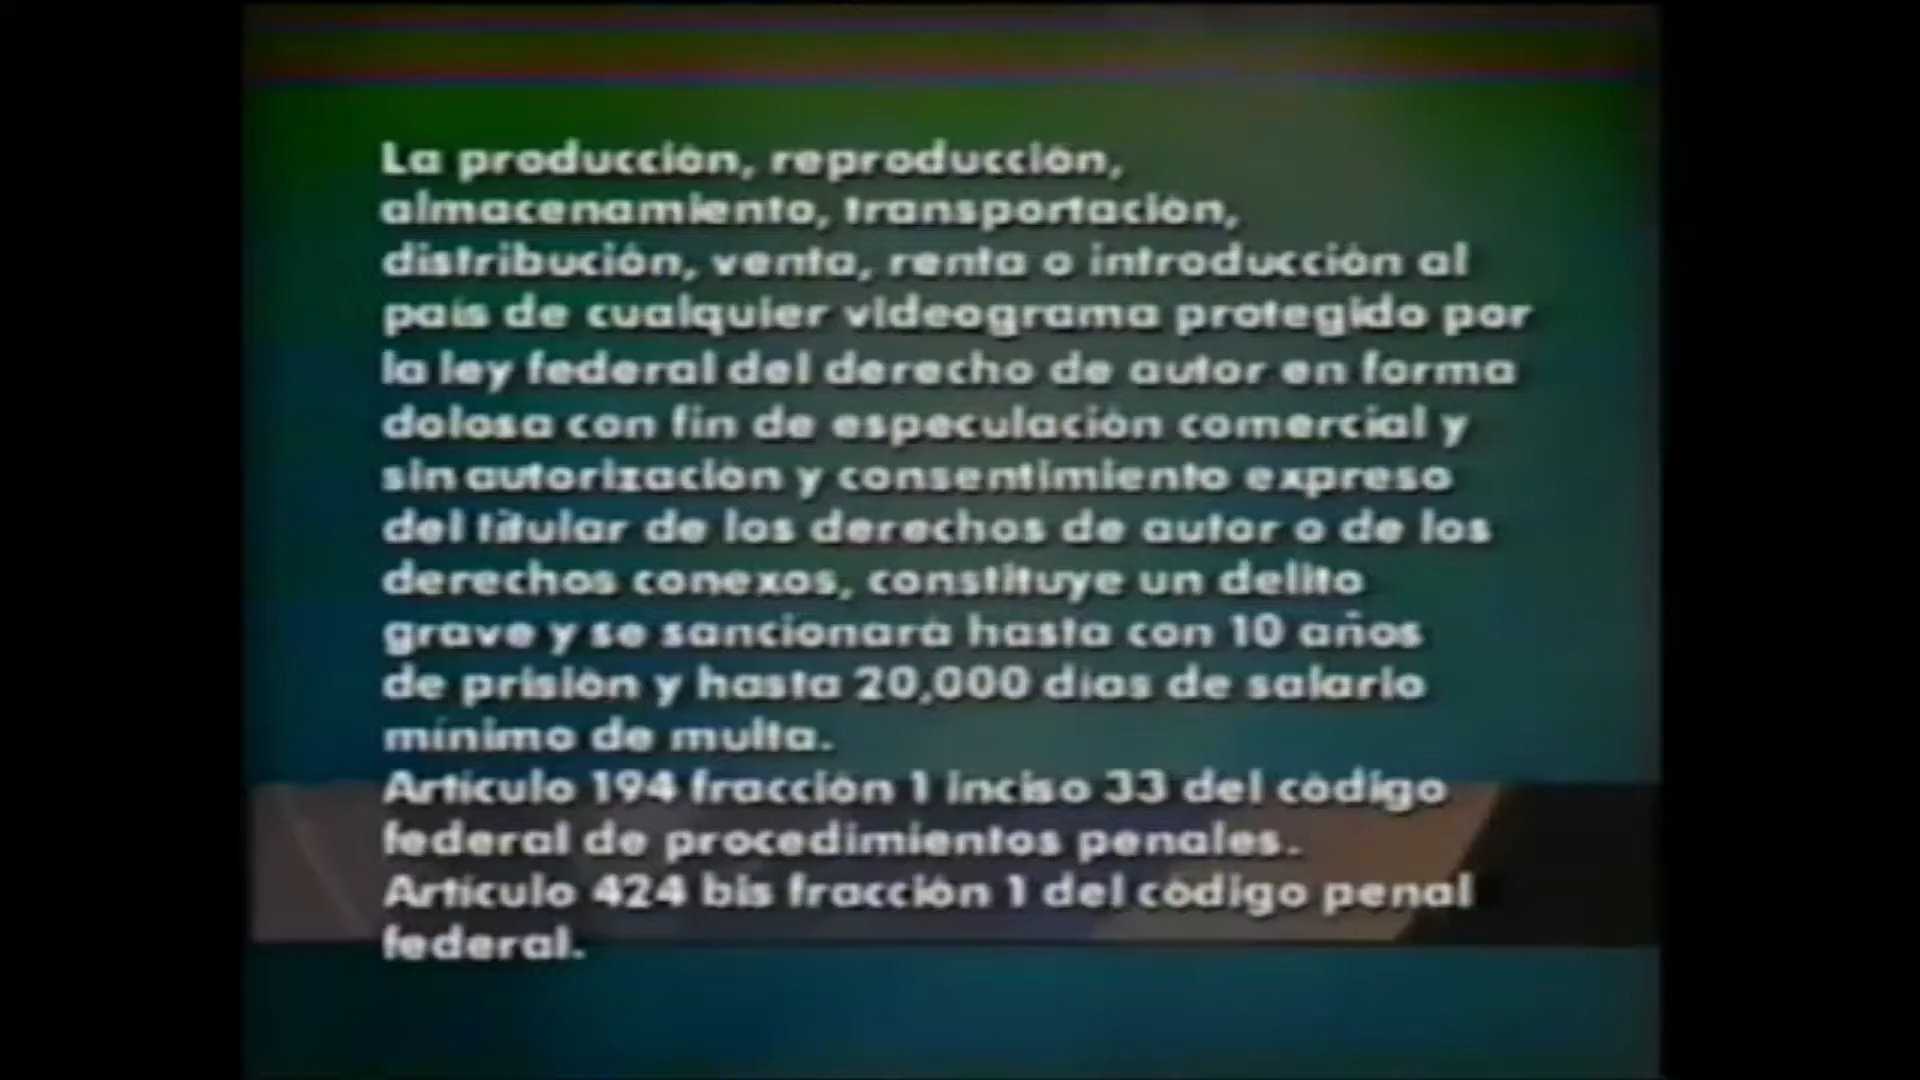 La producción, reproducción,
almacenamiento, transportación,
distribución, venta, renta o introducción al
país de cualquier videograma protegido por
la ley federal del derecho de autor en forma
dolosa con fin de especulación comercial y
sin autorización y consentimiento expreso
del titular de los derechos de autor o de los
derechos conexos, constituye un delito
grave y se sancionará hasta con 10 años
de prisión y hasta 20,000 días de salario
mínimo de multa.
Artículo 194 fracción 1 inciso 33 del código
federal de procedimientos penales.
Artículo 424 bis fracción 1 del código penal
federal.